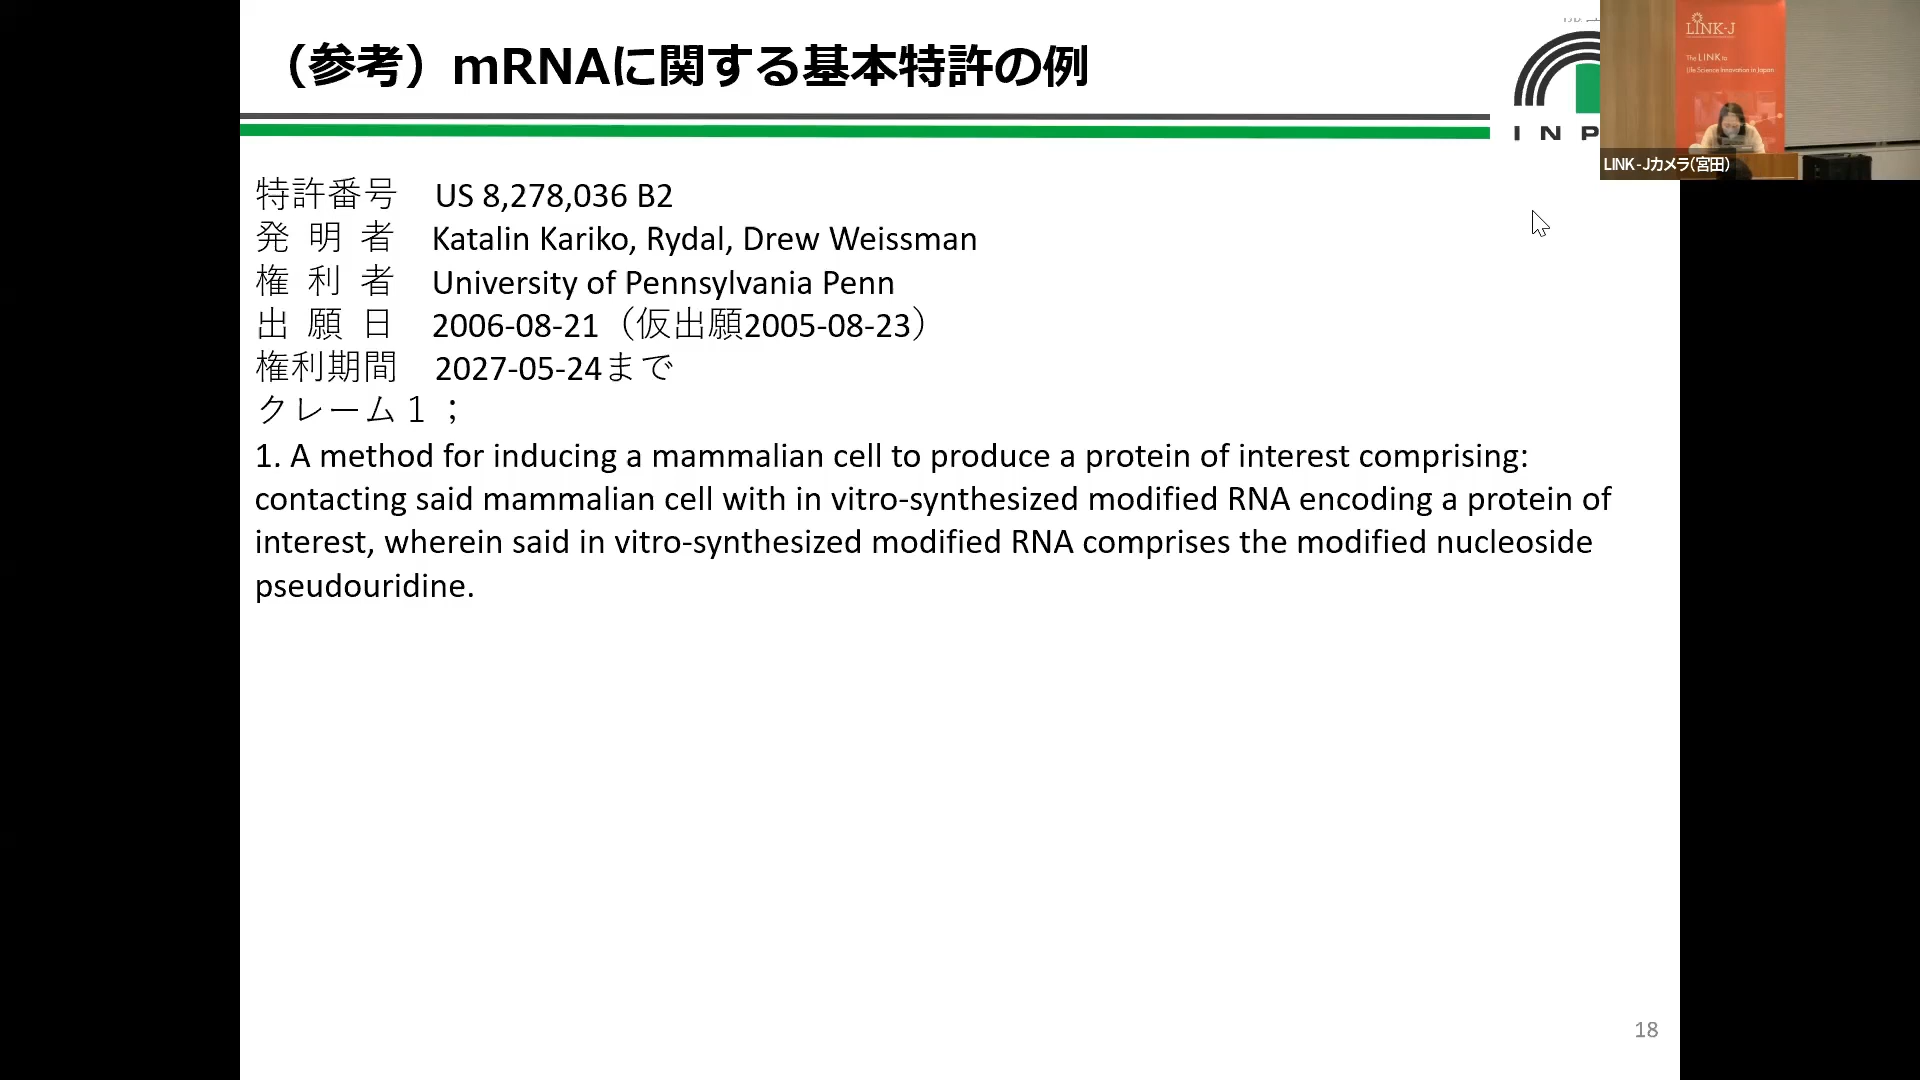 （参考）mRNAに関する基本特許の例
INP
LINK-J
The LINK to
Life Science Innovation in Japan
LINK-Jカメラ(宮田)
特許番号 US 8,278,036 B2
発 明 者 Katalin Kariko, Rydal, Drew Weissman
権 利 者 University of Pennsylvania Penn
出 願 日 2006-08-21（仮出願2005-08-23）
権利期間 2027-05-24まで
クレーム１；
1. A method for inducing a mammalian cell to produce a protein of interest comprising:
contacting said mammalian cell with in vitro-synthesized modified RNA encoding a protein of
interest, wherein said in vitro-synthesized modified RNA comprises the modified nucleoside
pseudouridine.
18